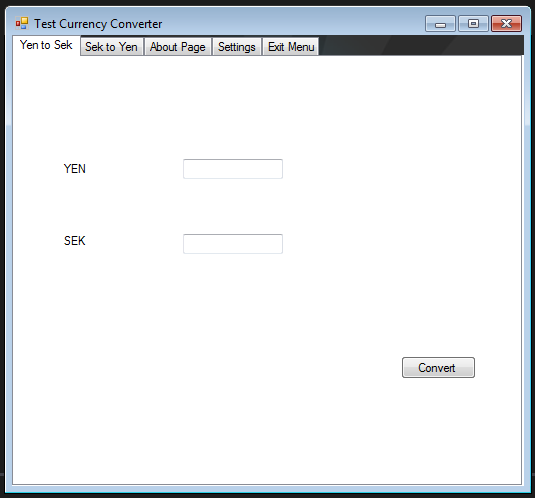 Test Currency Converter
Yen to Sek Sek to Yen About Page Settings Exit Menu
YEN
SEK
Convert